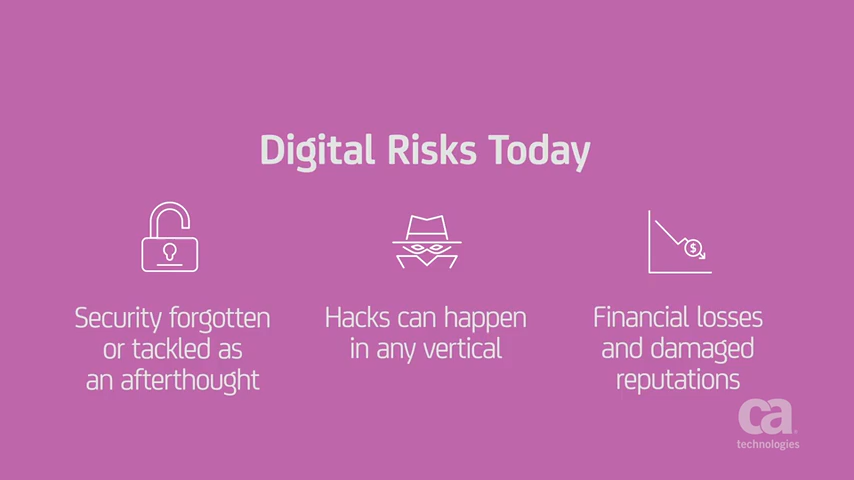 Digital Risks Today
Security forgotten
or tackled as
an afterthought
Hacks can happen
in any vertical
$
Financial losses
and damaged
reputations
ca
technologies